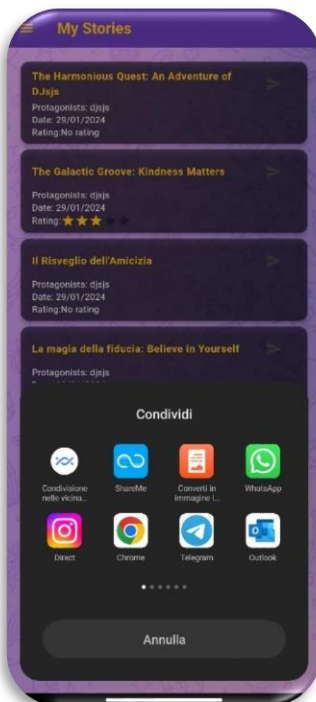 My Stories
The Harmonious Quest: An Adventure of
DJsjs
Protagonists: djsjs
Date: 29/01/2024
Rating:No rating
The Galactic Groove: Kindness Matters
Protagonists: djsjs
Date: 29/01/2024
Rating:
Il Risveglio dell'Amicizia
Protagonists: djsjs
Date: 29/01/2024
Rating:No rating
La magia della fiducia: Believe in Yourself
Protagonists: djsjs
Condividi
Condivisione
nelle vicina...
ShareMe
Converti in
immagine l...
WhatsApp
Direct
Chrome
Telegram
Outlook
Annulla